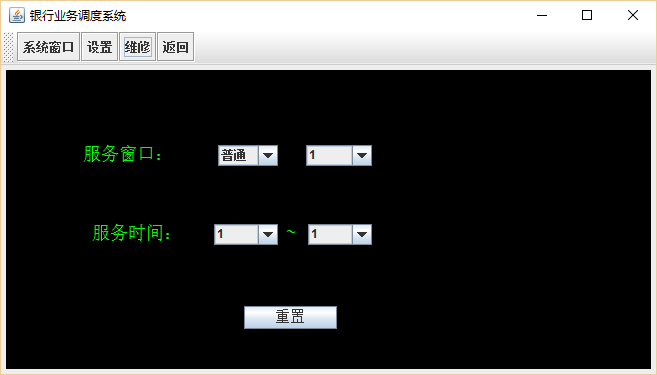 银行业务调度系统
系统窗口 设置 维修 返回
服务窗口： 普通 1
服务时间： 1 ~ 1
重置